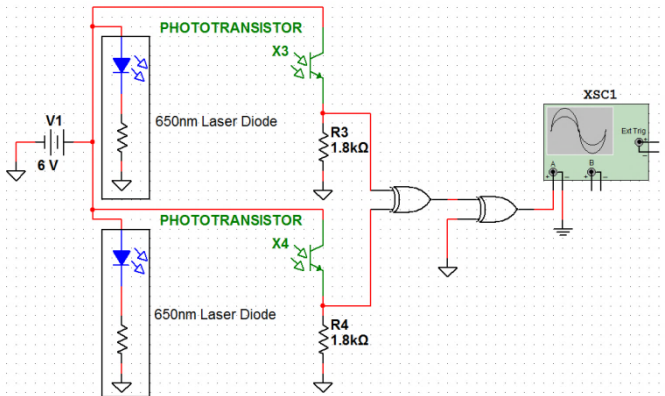 PHOTOTRANSISTOR
X3
XSC1
V1
6 V
650nm Laser Diode
R3
1.8kΩ
Ext Trig
+
−
A
B
+ − + −
PHOTOTRANSISTOR
X4
650nm Laser Diode
R4
1.8kΩ